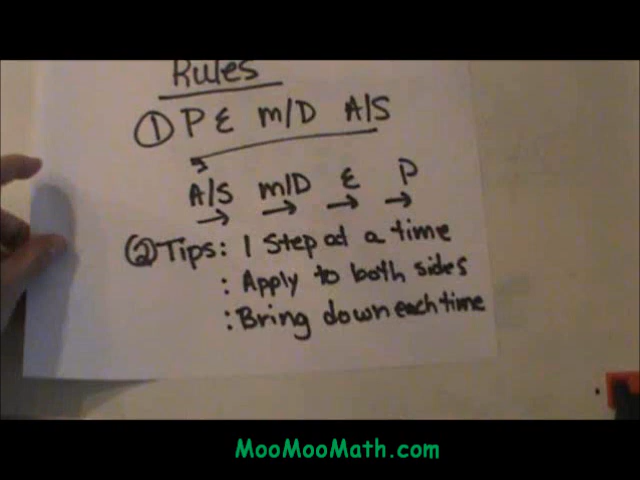 Rules
① P E M/D A/S
A/S M/D E P
② Tips: 1 Step at a time
: Apply to both sides
: Bring down each time
MooMooMath.com